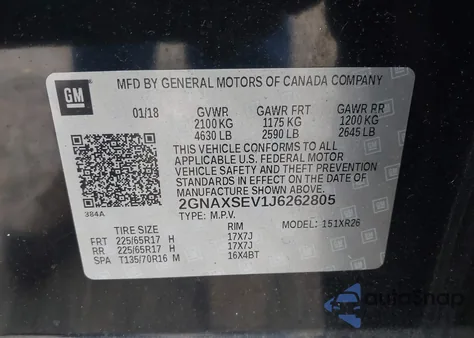 MFD BY GENERAL MOTORS OF CANADA COMPANY
GM
01/18 GVWR GAWR FRT GAWR RR
2100 KG 1175 KG 1200 KG
4630 LB 2590 LB 2645 LB
THIS VEHICLE CONFORMS TO ALL
APPLICABLE U.S. FEDERAL MOTOR
VEHICLE SAFETY AND THEFT PREVENTION
STANDARDS IN EFFECT ON THE DATE OF
MANUFACTURE SHOWN ABOVE.
2GNAXSEV1J6262805
384A
TYPE: M.P.V. MODEL: 151XR26
TIRE SIZE RIM
FRT 225/65R17 H 17X7J
RR 225/65R17 H 17X7J
SPA T135/70R16 M 16X4BT
AutoSnap